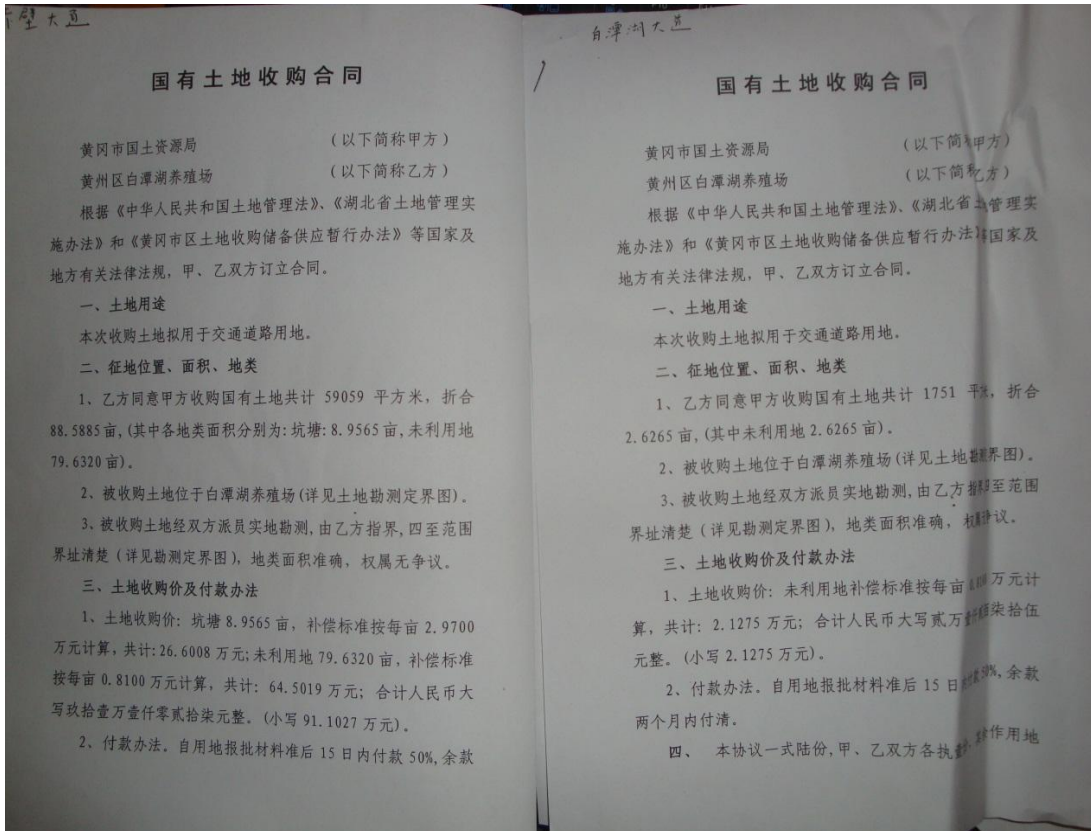 壁大道
国有土地收购合同
黄冈市国土资源局 （以下简称甲方）
黄州区白潭湖养殖场 （以下简称乙方）
根据《中华人民共和国土地管理法》、《湖北省土地管理实
施办法》和《黄冈市区土地收购储备供应暂行办法》等国家及
地方有关法律法规，甲、乙双方订立合同。
一、土地用途
本次收购土地拟用于交通道路用地。
二、征地位置、面积、地类
1、乙方同意甲方收购国有土地共计 59059 平方米，折合
88.5885亩,(其中各地类面积分别为:坑塘:8.9565亩,未利用地
79.6320亩)。
2、被收购土地位于白潭湖养殖场(详见土地勘测定界图)。
3、被收购土地经双方派员实地勘测,由乙方指界,四至范围
界址清楚（详见勘测定界图），地类面积准确，权属无争议。
三、土地收购价及付款办法
1、土地收购价：坑塘 8.9565 亩，补偿标准按每亩 2.9700
万元计算，共计:26.6008 万元;未利用地 79.6320 亩，补偿标准
按每亩 0.8100 万元计算，共计：64.5019 万元；合计人民币大
写玖拾壹万壹仟零贰拾柒元整。(小写 91.1027 万元)。
2、付款办法。自用地报批材料准后 15 日内付款 50%,余款
白潭湖大道
1
国有土地收购合同
黄冈市国土资源局 （以下简甲方）
黄州区白潭湖养殖场 （以下简乙方）
根据《中华人民共和国土地管理法》、《湖北省土管理实
施办法》和《黄冈市区土地收购储备供应暂行办法国家及
地方有关法律法规，甲、乙双方订立合同。
一、土地用途
本次收购土地拟用于交通道路用地。
二、征地位置、面积、地类
1、乙方同意甲方收购国有土地共计 1751 平米，折合
2.6265 亩,(其中未利用地 2.6265 亩)。
2、被收购土地位于白潭湖养殖场(详见土地界图)。
3、被收购土地经双方派员实地勘测,由乙方指至范围
界址清楚（详见勘测定界图），地类面积准确，权争议。
三、土地收购价及付款办法
1、土地收购价：未利用地补偿标准按每亩 万元计
算，共计：2.1275 万元；合计人民币大写贰万柒拾伍
元整。(小写 2.1275 万元)。
2、付款办法。自用地报批材料准后 15 日50%,余款
两个月内付清。
四、 本协议一式陆份,甲、乙双方各执作用地